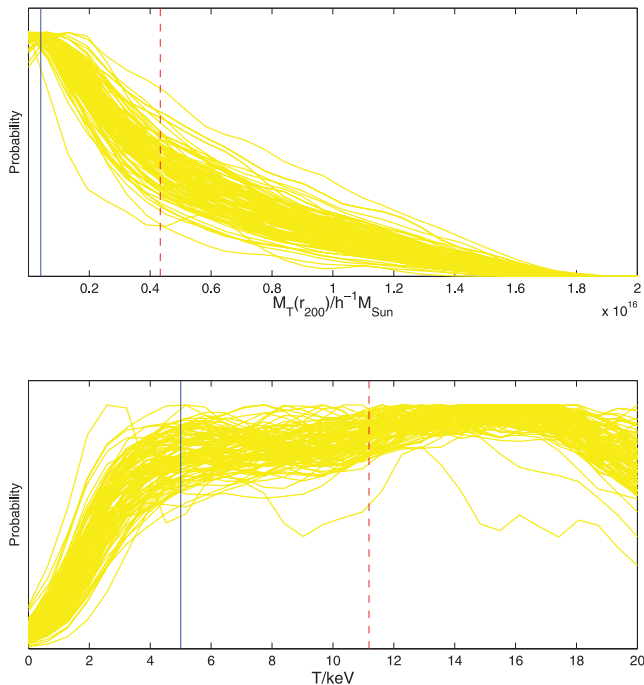 Probability
0.2 0.4 0.6 0.8 1 1.2 1.4 1.6 1.8 2
M_T(r_200)/h^-1 M_Sun
x 10^16
Probability
0 2 4 6 8 10 12 14 16 18 20
T/keV